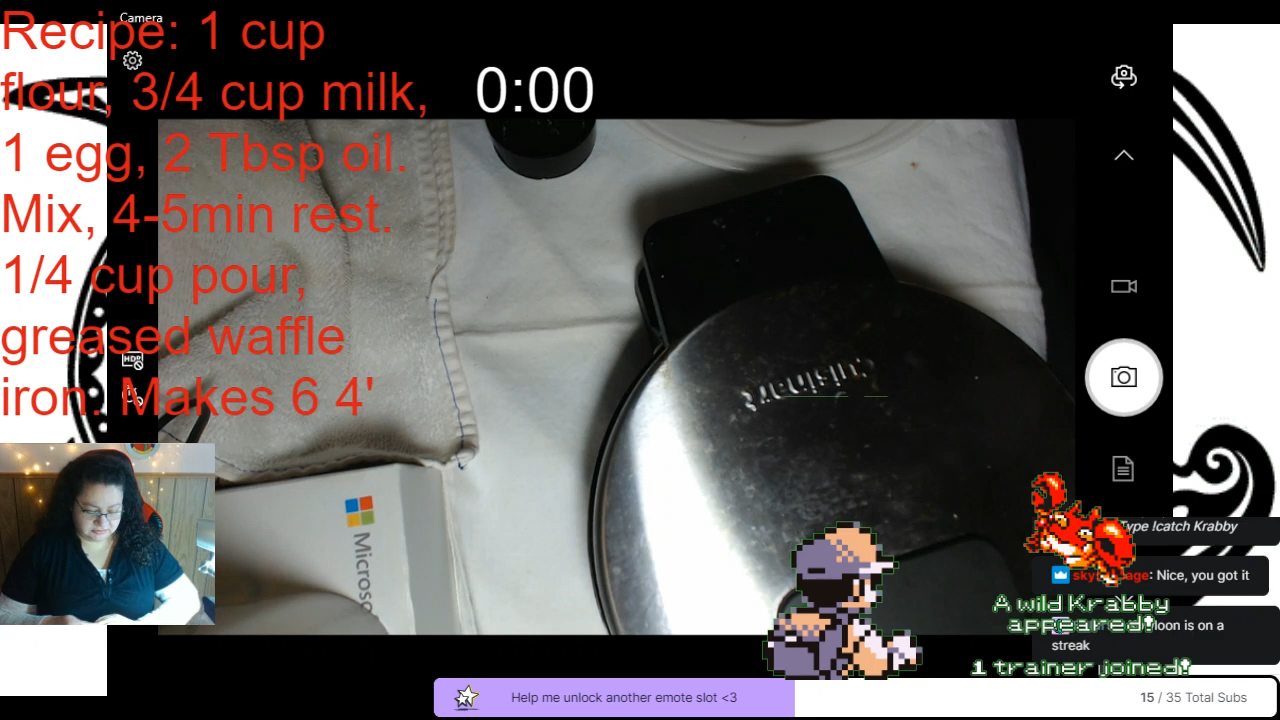 Camera
Recipe: 1 cup
flour, 3/4 cup milk,
1 egg, 2 Tbsp oil.
Mix, 4-5min rest.
1/4 cup pour,
greased waffle
iron. Makes 6 4'
0:00
HDR
Cuisinart
Microso
Type !catch Krabby
Nice, you got it
loon is on a
streak
A wild Krabby
appeared!
1 trainer joined!
Help me unlock another emote slot <3
15 / 35 Total Subs